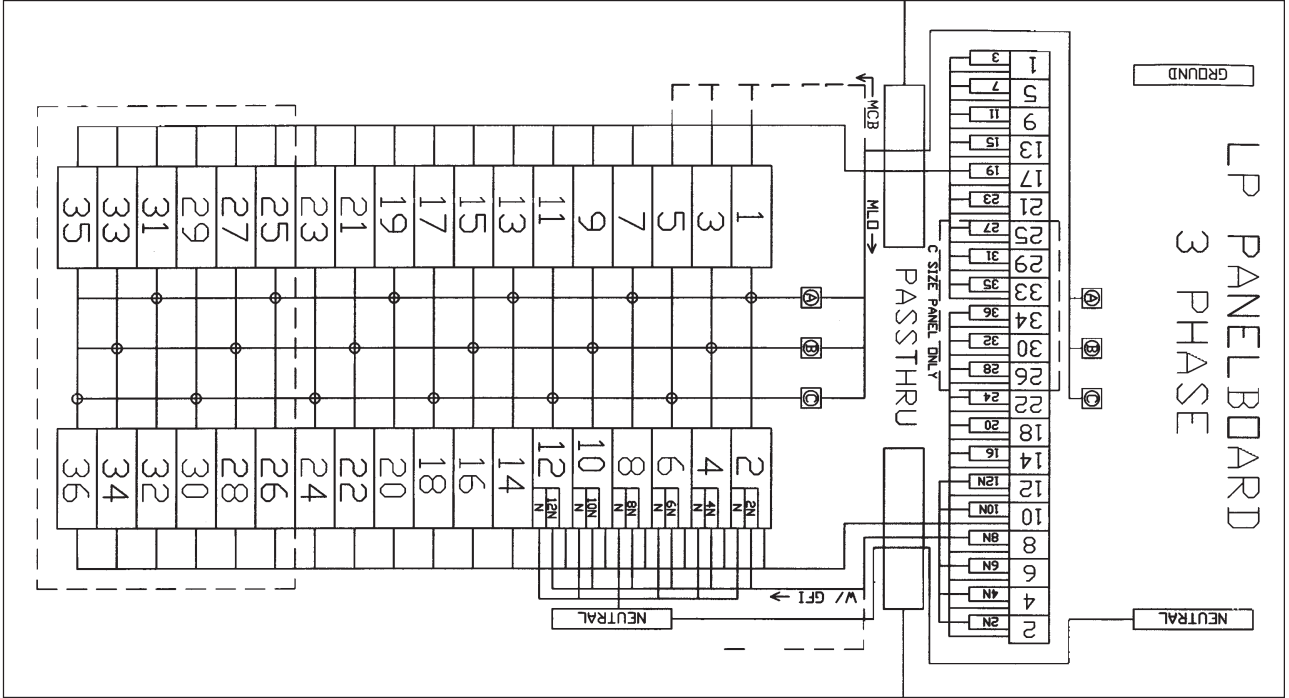 LP PANELBOARD
3 PHASE
GROUND
NEUTRAL
1 3
5 7
9 11
13 15
17 19
21 23
25 27
29 31
33 35
34 36
30 32
26 28
22 24
18 20
14 16
12 12N
10 10N
8 8N
6 6N
4 4N
2 2N
C SIZE PANEL ONLY
A
B
C
PASSTHRU
MCB
MLO
A
B
C
1 3 5 7 9 11 13 15 17 19 21 23 25 27 29 31 33 35
2 4 6 8 10 12 14 16 18 20 22 24 26 28 30 32 34 36
2N N 4N N 6N N 8N N 10N N 12N N
W/ GFI
NEUTRAL